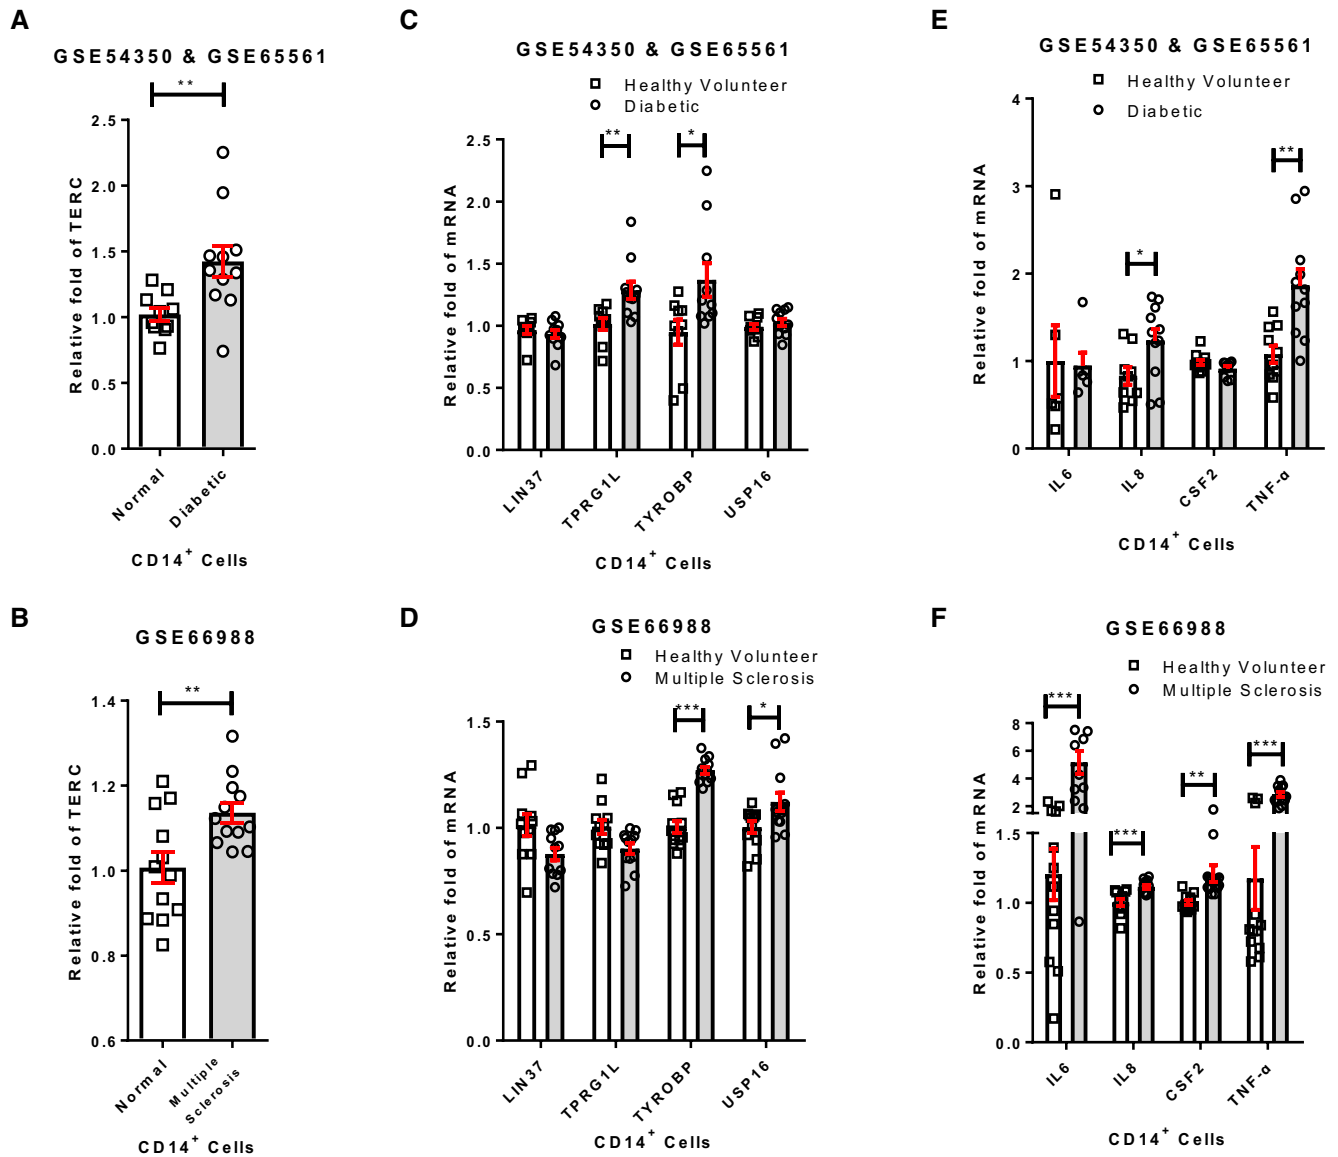 A
GSE54350 & GSE65561
**
Relative fold of TERC
2.5
2.0
1.5
1.0
0.5
0.0
Normal
Diabetic
CD14+ Cells
C
GSE54350 & GSE65561
Healthy Volunteer
Diabetic
**
*
Relative fold of mRNA
2.5
2.0
1.5
1.0
0.5
0.0
LIN37
TPRG1L
TYROBP
USP16
CD14+ Cells
E
GSE54350 & GSE65561
Healthy Volunteer
Diabetic
*
**
Relative fold of mRNA
4
3
2
1
0
IL6
IL8
CSF2
TNF-α
CD14+ Cells
B
GSE66988
**
Relative fold of TERC
1.4
1.2
1.0
0.8
0.6
Normal
Multiple
Sclerosis
CD14+ Cells
D
GSE66988
Healthy Volunteer
Multiple Sclerosis
***
*
Relative fold of mRNA
1.5
1.0
0.5
0.0
LIN37
TPRG1L
TYROBP
USP16
CD14+ Cells
F
GSE66988
Healthy Volunteer
Multiple Sclerosis
***
***
**
***
Relative fold of mRNA
8
6
4
2
1.5
1.0
0.5
0.0
IL6
IL8
CSF2
TNF-α
CD14+ Cells